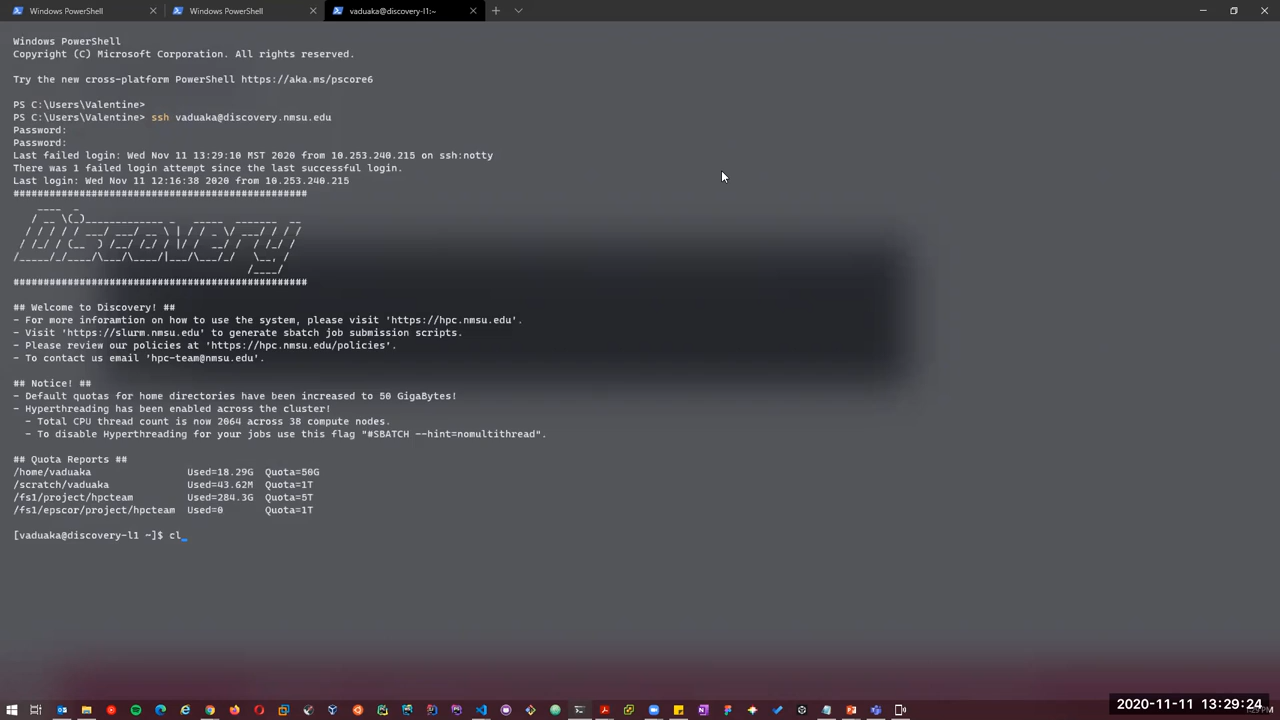 Windows PowerShell
Windows PowerShell
vaduaka@discovery-l1:~
Windows PowerShell
Copyright (C) Microsoft Corporation. All rights reserved.
Try the new cross-platform PowerShell https://aka.ms/pscore6
PS C:\Users\Valentine>
PS C:\Users\Valentine> ssh vaduaka@discovery.nmsu.edu
Password:
Password:
Last failed login: Wed Nov 11 13:29:10 MST 2020 from 10.253.240.215 on ssh:notty
There was 1 failed login attempt since the last successful login.
Last login: Wed Nov 11 12:16:38 2020 from 10.253.240.215
#################################################
#################################################
## Welcome to Discovery! ##
- For more inforamtion on how to use the system, please visit 'https://hpc.nmsu.edu'.
- Visit 'https://slurm.nmsu.edu' to generate sbatch job submission scripts.
- Please review our policies at 'https://hpc.nmsu.edu/policies'.
- To contact us email 'hpc-team@nmsu.edu'.
## Notice! ##
- Default quotas for home directories have been increased to 50 GigaBytes!
- Hyperthreading has been enabled across the cluster!
- Total CPU thread count is now 2064 across 38 compute nodes.
- To disable Hyperthreading for your jobs use this flag "#SBATCH --hint=nomultithread".
## Quota Reports ##
/home/vaduaka Used=18.29G Quota=50G
/scratch/vaduaka Used=43.62M Quota=1T
/fs1/project/hpcteam Used=284.3G Quota=5T
/fs1/epscor/project/hpcteam Used=0 Quota=1T
[vaduaka@discovery-l1 ~]$ cl_
2020-11-11 13:29:24